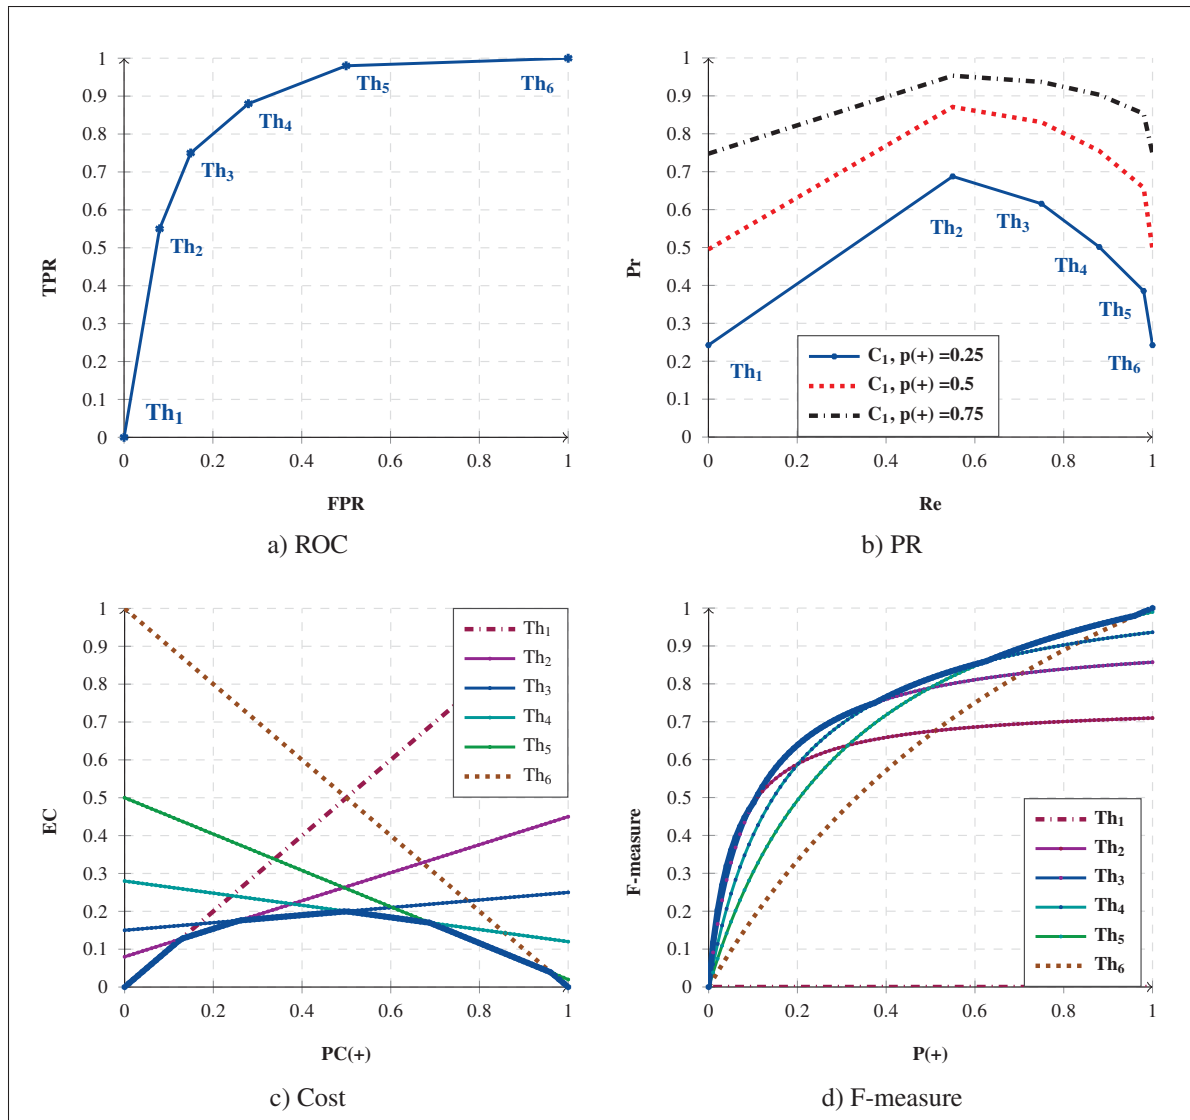 1
0.9
0.8
0.7
0.6
0.5
0.4
0.3
0.2
0.1
0
TPR
Th1
Th2
Th3
Th4
Th5
Th6
0 0.2 0.4 0.6 0.8 1
FPR
a) ROC
1
0.9
0.8
0.7
0.6
0.5
0.4
0.3
0.2
0.1
0
Pr
Th1
Th2
Th3
Th4
Th5
Th6
C1, p(+) =0.25
C1, p(+) =0.5
C1, p(+) =0.75
0 0.2 0.4 0.6 0.8 1
Re
b) PR
1
0.9
0.8
0.7
0.6
0.5
0.4
0.3
0.2
0.1
0
EC
Th1
Th2
Th3
Th4
Th5
Th6
0 0.2 0.4 0.6 0.8 1
PC(+)
c) Cost
1
0.9
0.8
0.7
0.6
0.5
0.4
0.3
0.2
0.1
0
F-measure
Th1
Th2
Th3
Th4
Th5
Th6
0 0.2 0.4 0.6 0.8 1
P(+)
d) F-measure